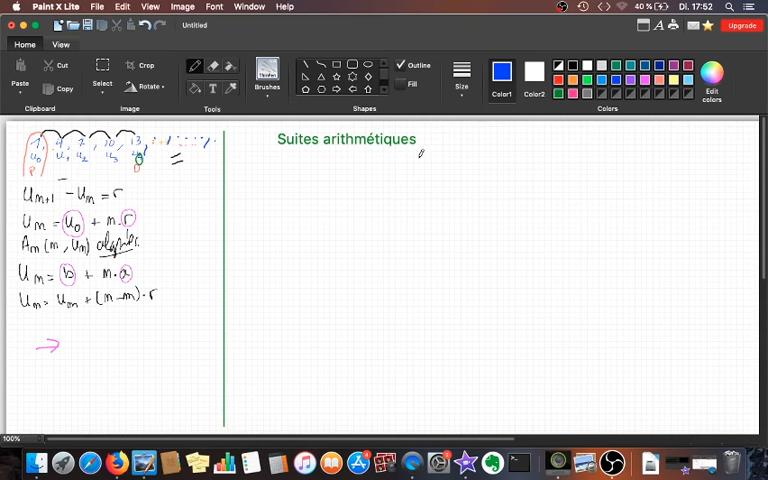 Paint X Lite File Edit View Image Font Window Help 40 % Di. 17:52
Untitled Upgrade
Home View
Cut Crop Outline
Paste Copy Select Rotate Brushes Fill Size Color1 Color2 Edit colors
Clipboard Image Tools Shapes Colors
1, 4, 7, 10, 13,
u0 u1 u2 u3
P D
Suites arithmétiques
Un+1 - Un = r
Un = U0 + n·r
An (n, Un)
Un = b + n·a
Un = Um + (n-m)·r
100%